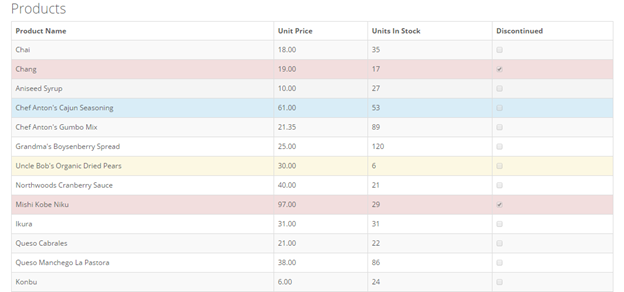 Products
Product Name Unit Price Units In Stock Discontinued
Chai 18.00 35
Chang 19.00 17
Aniseed Syrup 10.00 27
Chef Anton's Cajun Seasoning 61.00 53
Chef Anton's Gumbo Mix 21.35 89
Grandma's Boysenberry Spread 25.00 120
Uncle Bob's Organic Dried Pears 30.00 6
Northwoods Cranberry Sauce 40.00 21
Mishi Kobe Niku 97.00 29
Ikura 31.00 31
Queso Cabrales 21.00 22
Queso Manchego La Pastora 38.00 86
Konbu 6.00 24